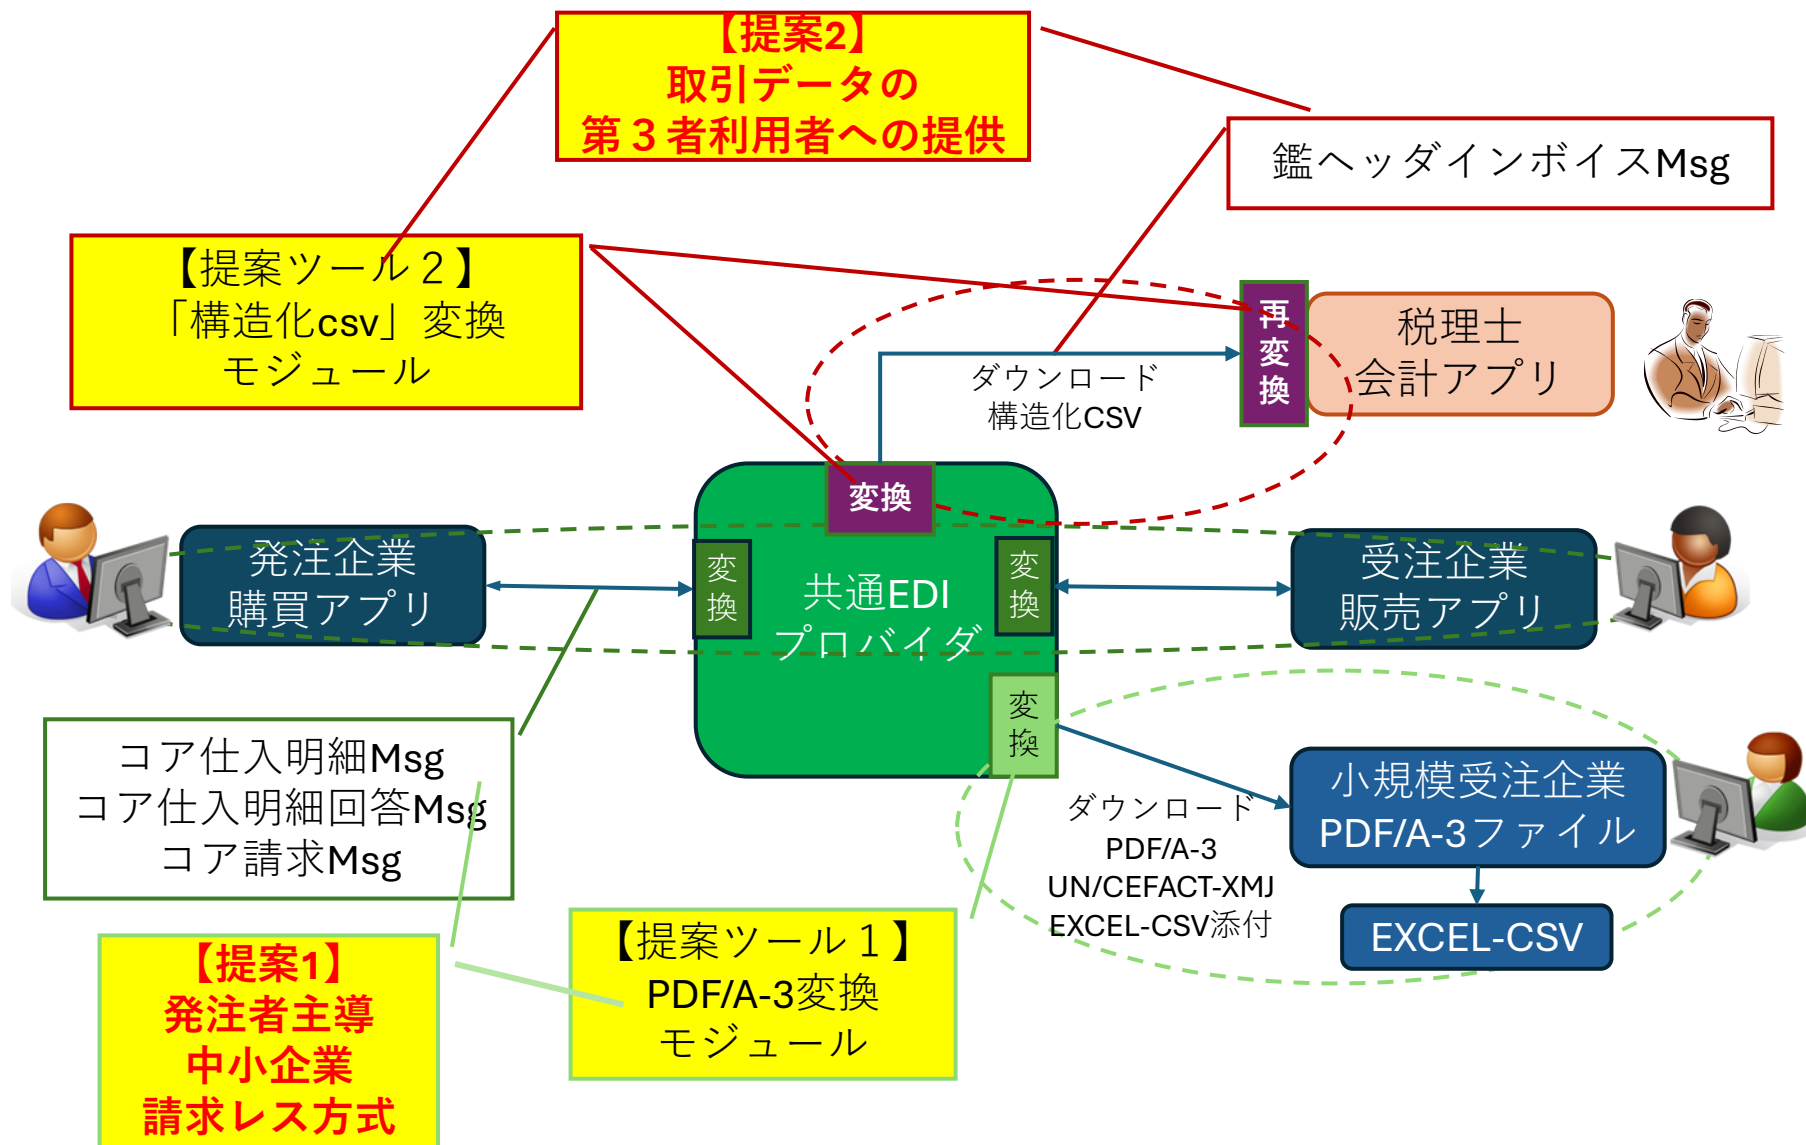 【提案2】
取引データの
第３者利用者への提供
鑑ヘッダインボイスMsg
【提案ツール２】
「構造化csv」変換
モジュール
再
変
換
税理士
会計アプリ
ダウンロード
構造化CSV
変換
発注企業
購買アプリ
変
換
共通EDI
プロバイダ
変
換
受注企業
販売アプリ
変
換
コア仕入明細Msg
コア仕入明細回答Msg
コア請求Msg
ダウンロード
PDF/A-3
UN/CEFACT-XMJ
EXCEL-CSV添付
小規模受注企業
PDF/A-3ファイル
EXCEL-CSV
【提案1】
発注者主導
中小企業
請求レス方式
【提案ツール１】
PDF/A-3変換
モジュール